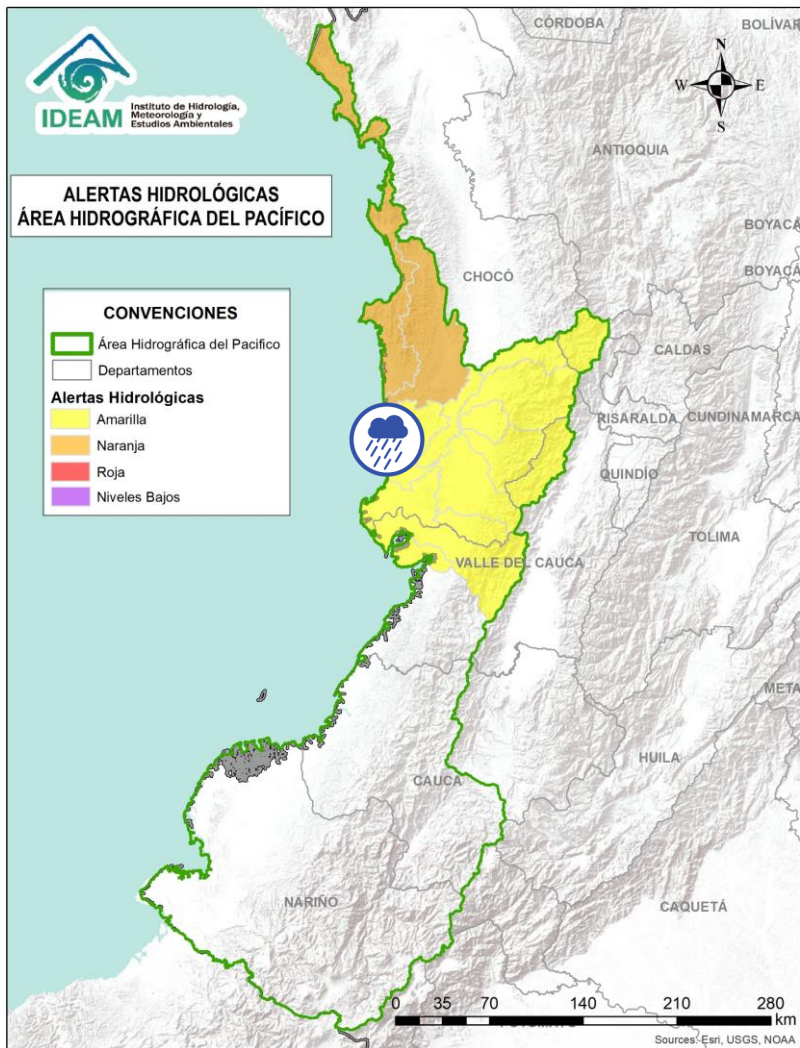 CÓRDOBA
BOLÍVAR
N
W
E
S
IDEAM
Instituto de Hidrología,
Meteorología y
Estudios Ambientales
ANTIOQUIA
ALERTAS HIDROLÓGICAS
ÁREA HIDROGRÁFICA DEL PACÍFICO
BOYACÁ
BOYACÁ
CHOCÓ
CONVENCIONES
Área Hidrográfica del Pacifico
Departamentos
Alertas Hidrológicas
Amarilla
Naranja
Roja
Niveles Bajos
CALDAS
RISARALDA
CUNDINAMARCA
QUINDÍO
TOLIMA
VALLE DEL CAUCA
META
HUILA
CAUCA
NARIÑO
CAQUETÁ
0 35 70 140 210 280
km
Sources: Esri, USGS, NOAA